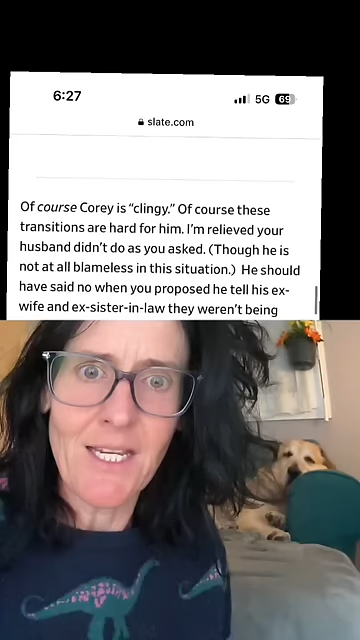 6:27
5G 69
slate.com
Of course Corey is “clingy.” Of course these
transitions are hard for him. I’m relieved your
husband didn’t do as you asked. (Though he is
not at all blameless in this situation.) He should
have said no when you proposed he tell his ex-
wife and ex-sister-in-law they weren’t being